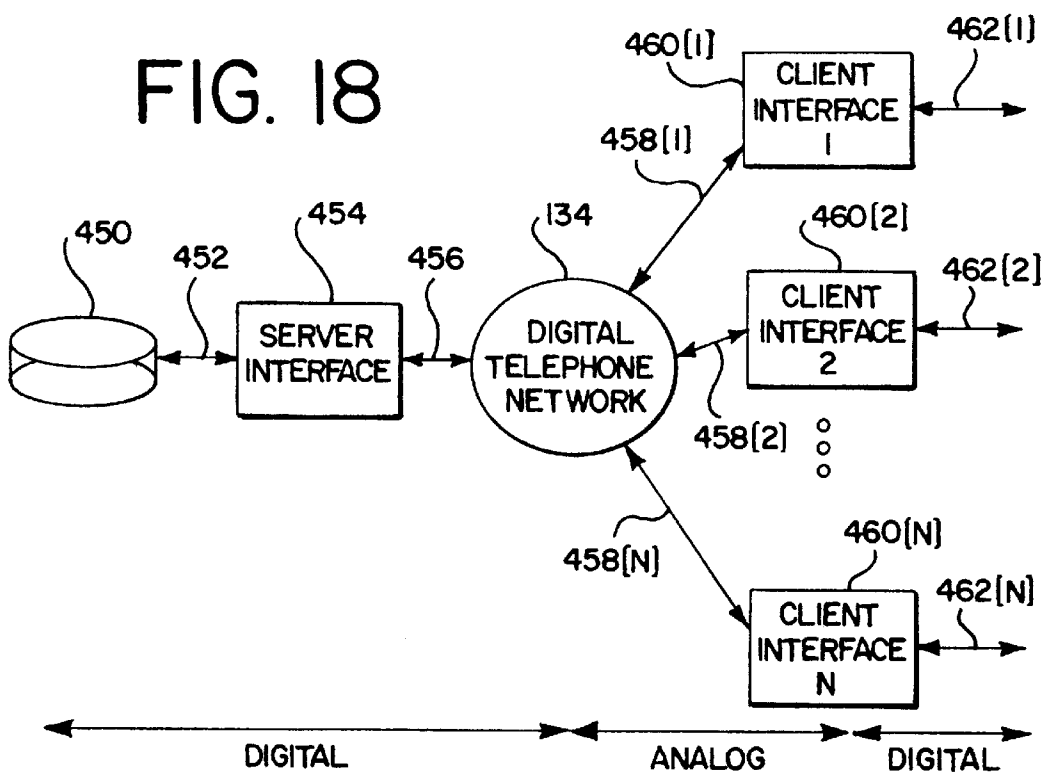 FIG. 18
460[1]
CLIENT
INTERFACE
1
462[1]
458[1]
450
452
454
SERVER
INTERFACE
456
134
DIGITAL
TELEPHONE
NETWORK
460[2]
CLIENT
INTERFACE
2
462[2]
458[2]
458[N]
460[N]
CLIENT
INTERFACE
N
462[N]
DIGITAL
ANALOG
DIGITAL